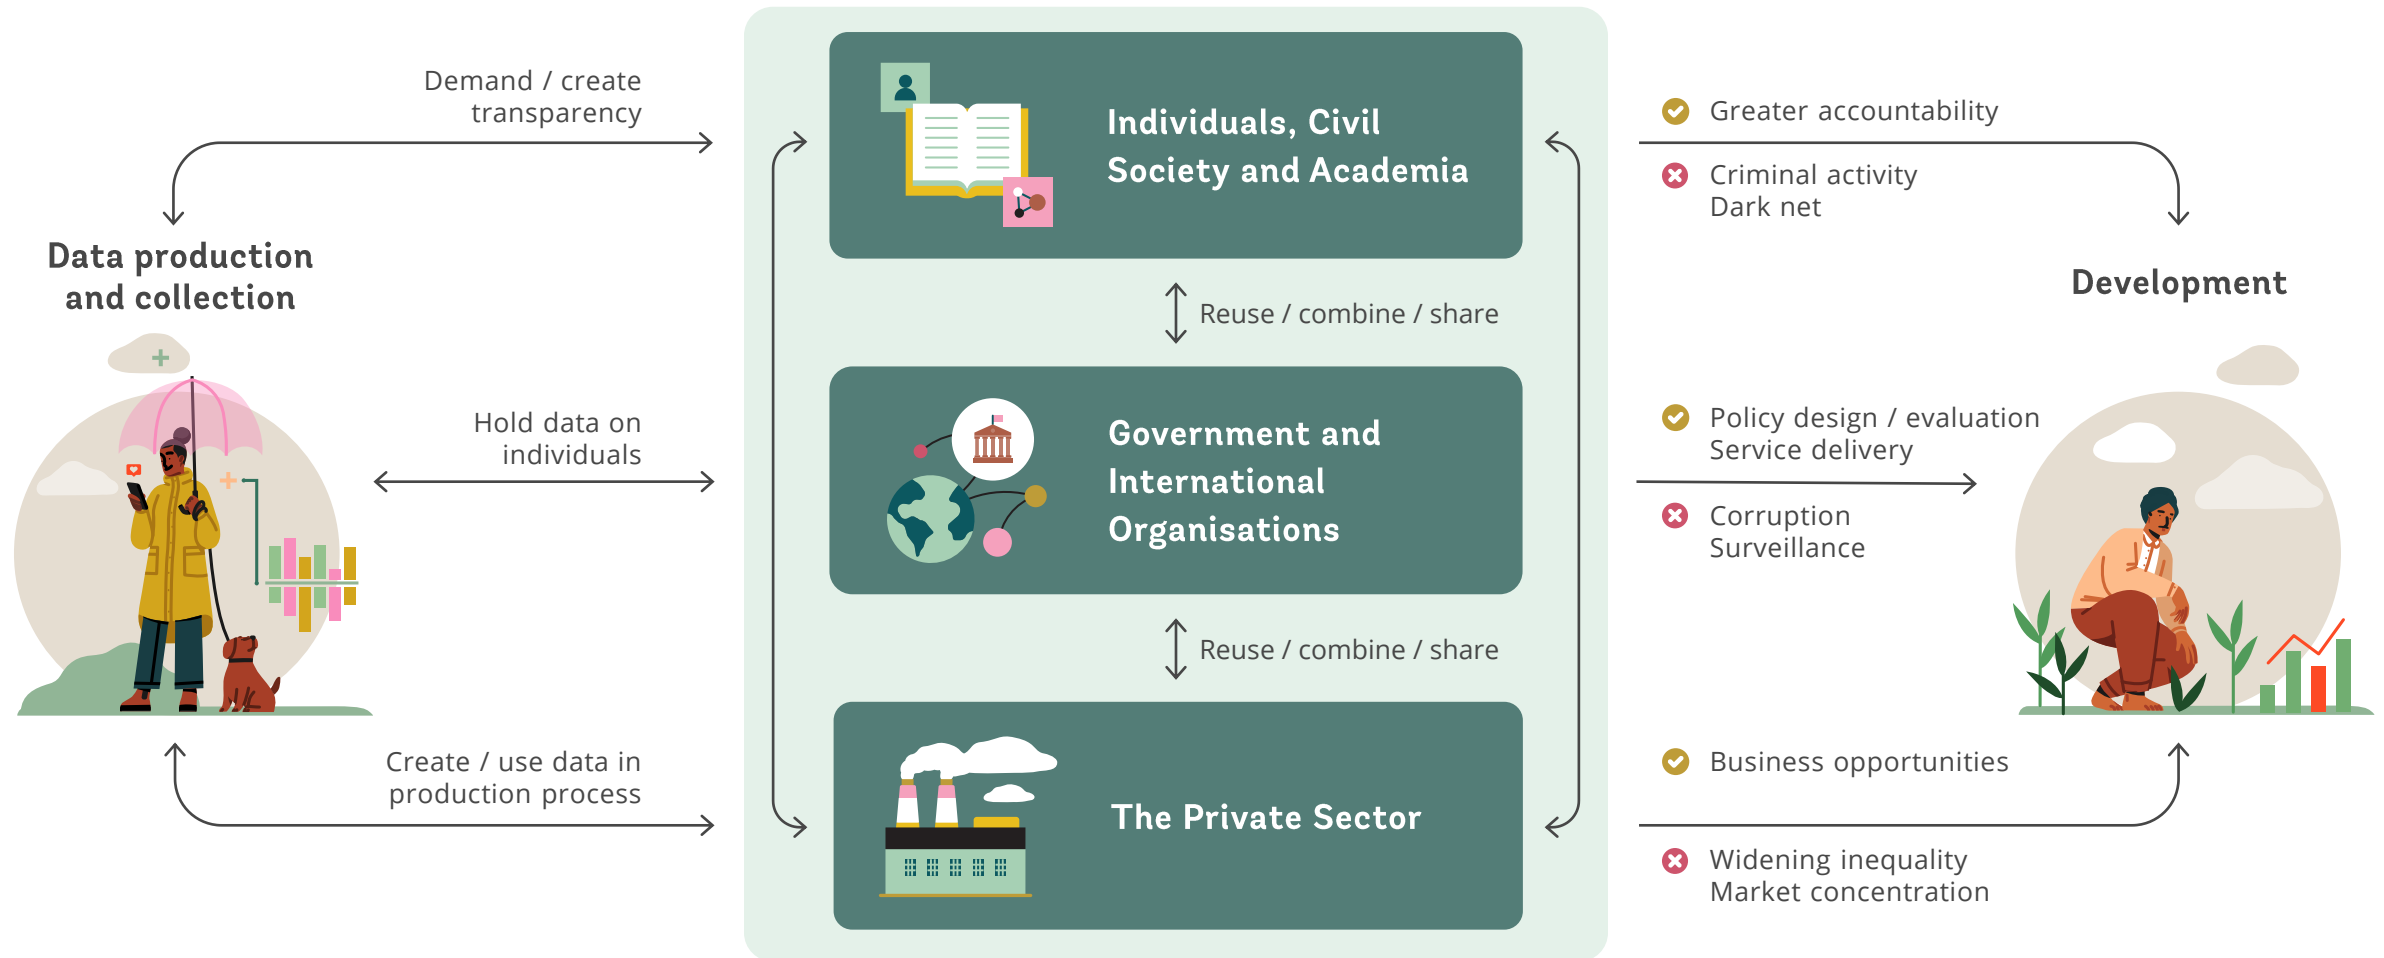 Demand / create
transparency
Data production
and collection
Hold data on
individuals
Create / use data in
production process
Individuals, Civil
Society and Academia
Reuse / combine / share
Government and
International
Organisations
Reuse / combine / share
The Private Sector
Greater accountability
Criminal activity
Dark net
Development
Policy design / evaluation
Service delivery
Corruption
Surveillance
Business opportunities
Widening inequality
Market concentration